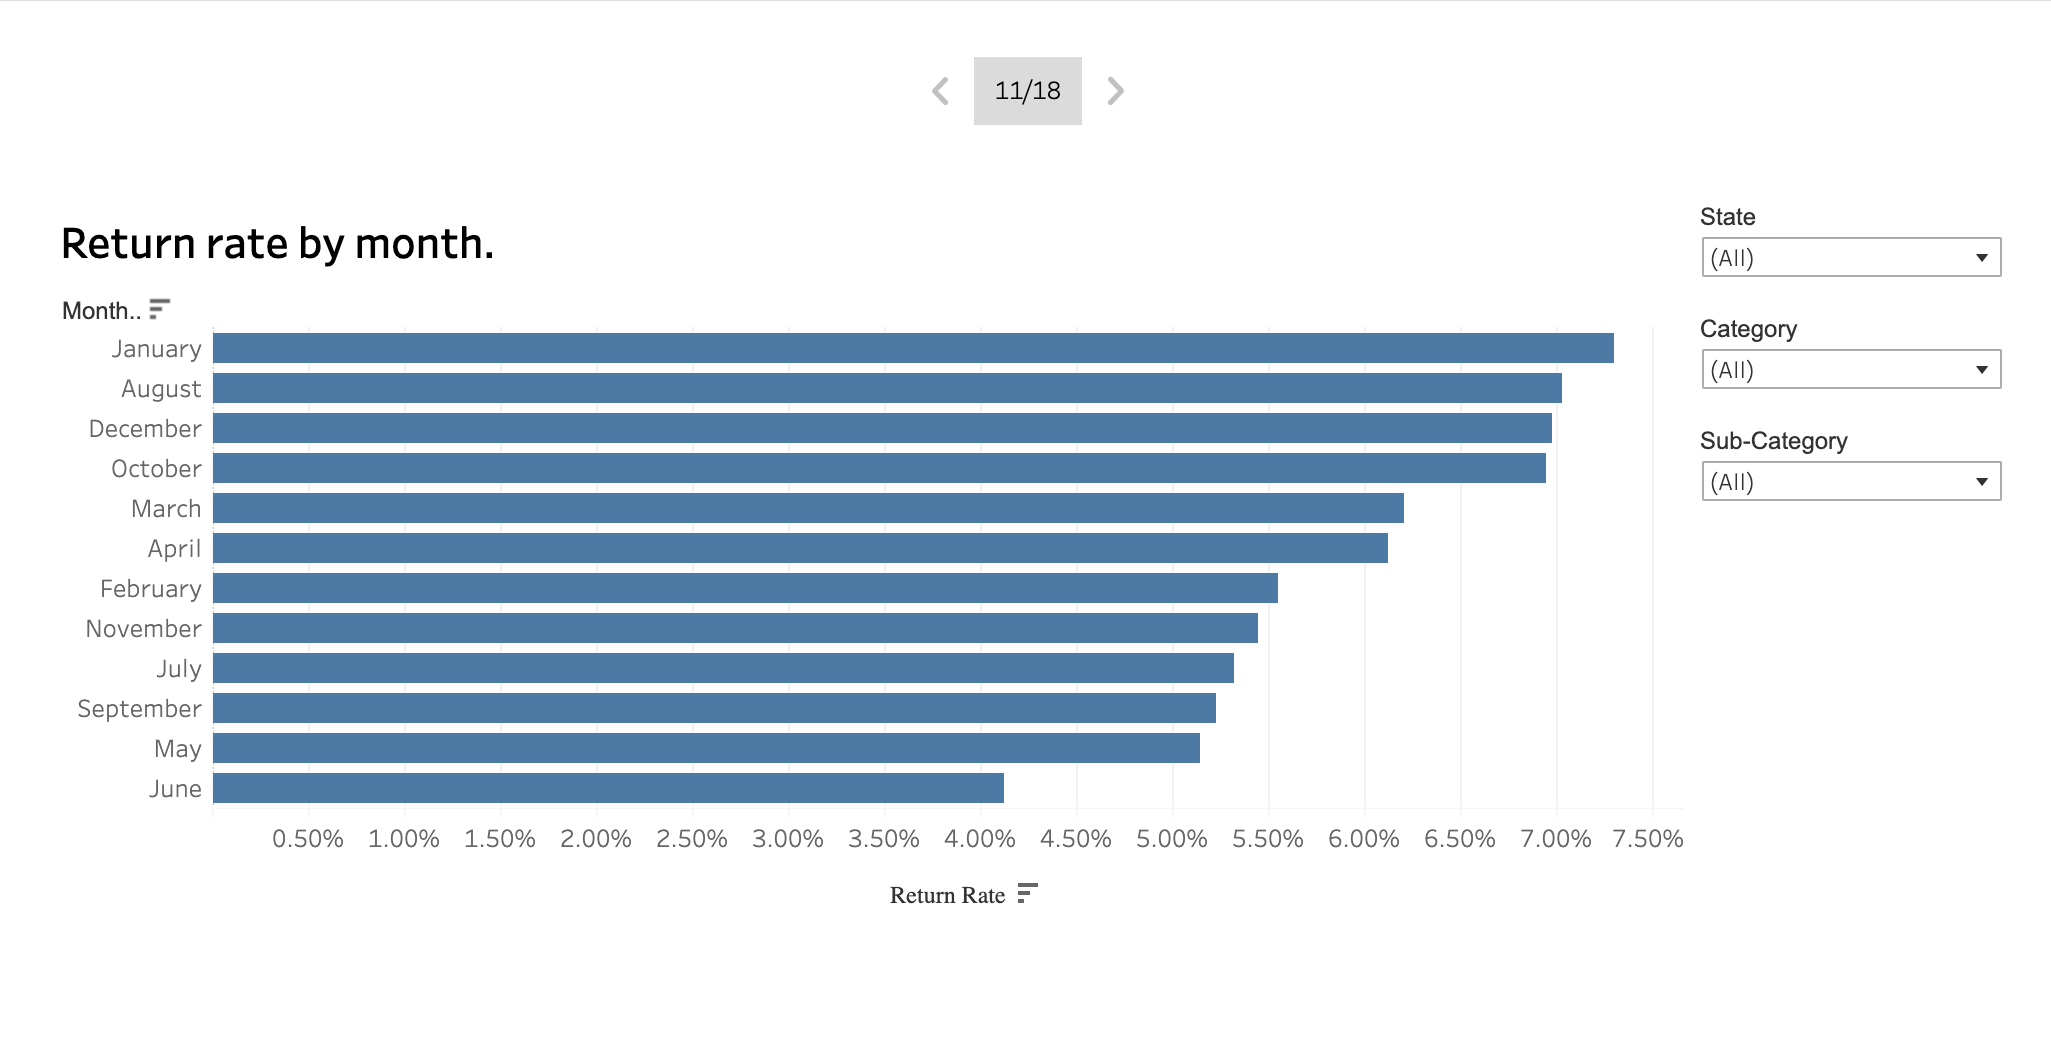 11/18
Return rate by month.
Month..
January
August
December
October
March
April
February
November
July
September
May
June
0.50% 1.00% 1.50% 2.00% 2.50% 3.00% 3.50% 4.00% 4.50% 5.00% 5.50% 6.00% 6.50% 7.00% 7.50%
Return Rate
State
(All)
Category
(All)
Sub-Category
(All)